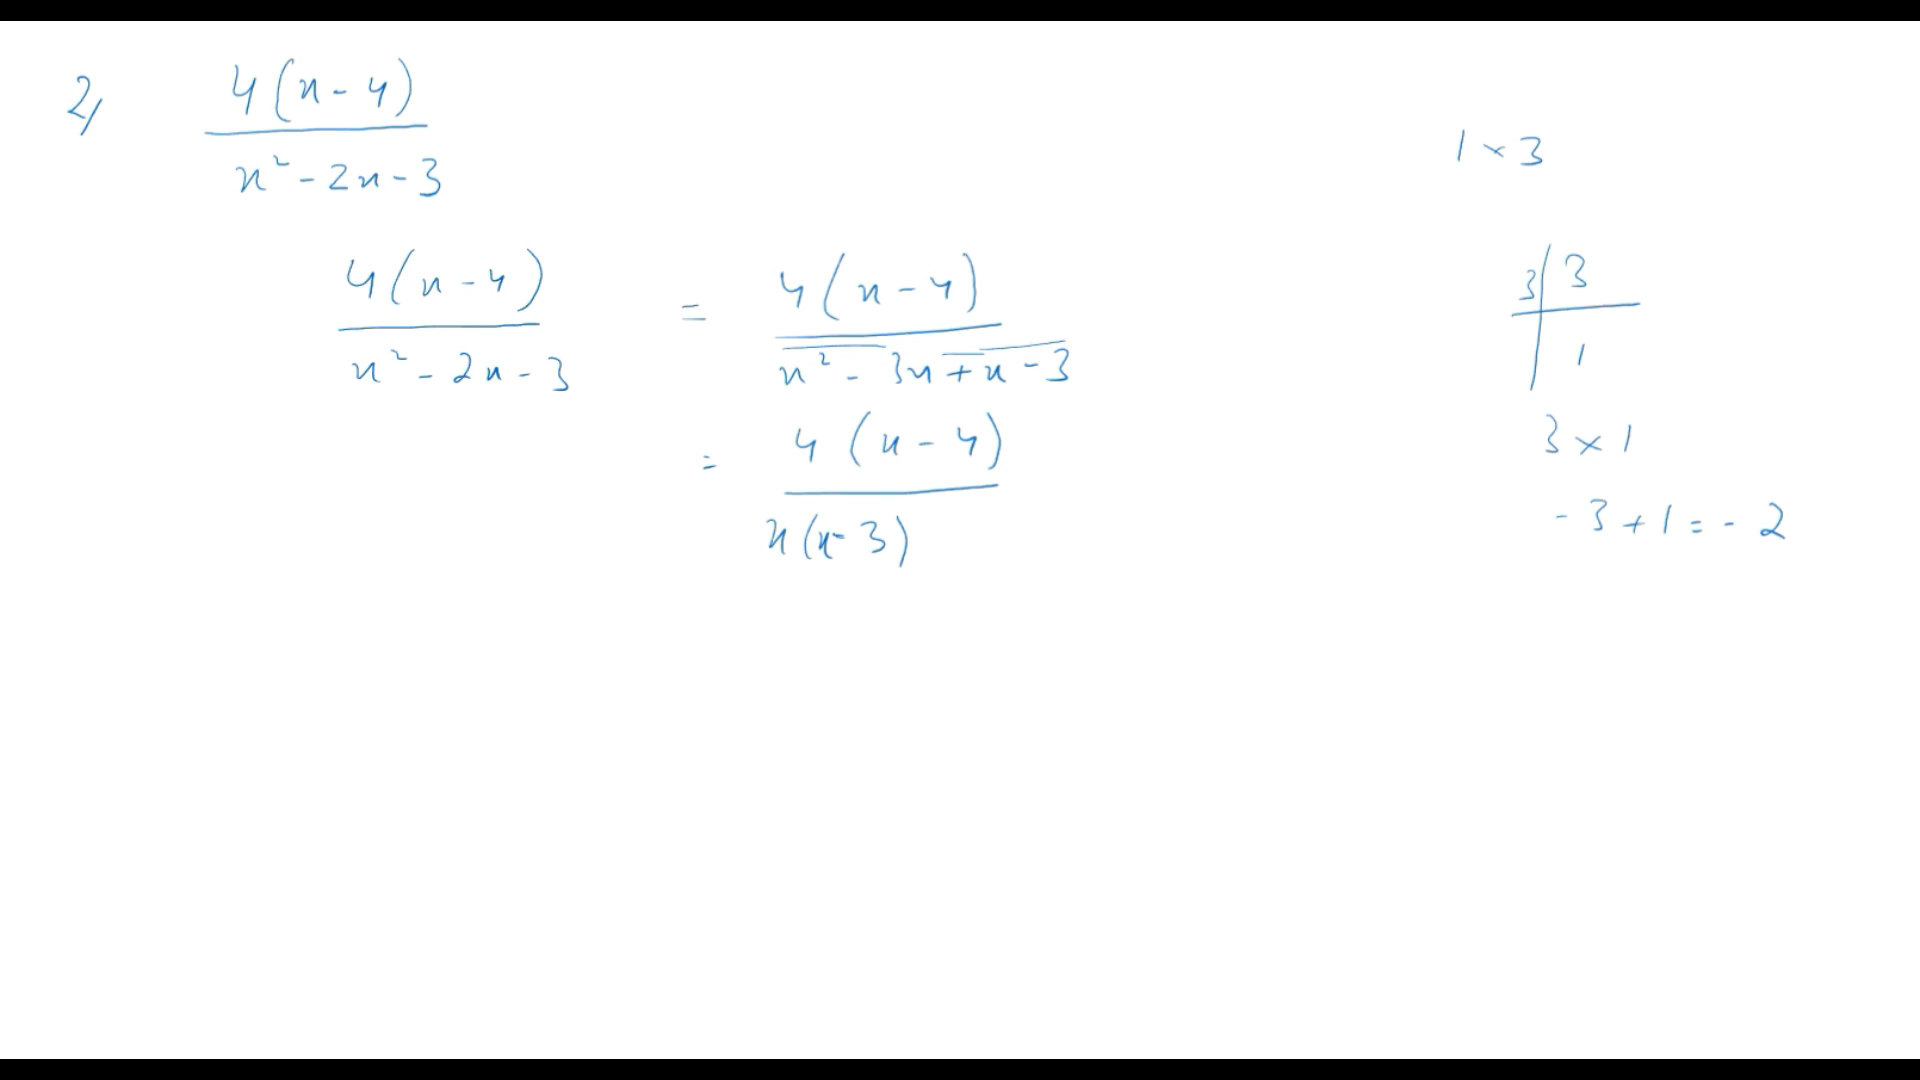 2) 4(x-4)
x²-2x-3
4(x-4) = 4(x-4)
x²-2x-3 x²-3x+x-3
= 4(x-4)
x(x-3)
1×3
3 3
1
3×1
-3+1=-2